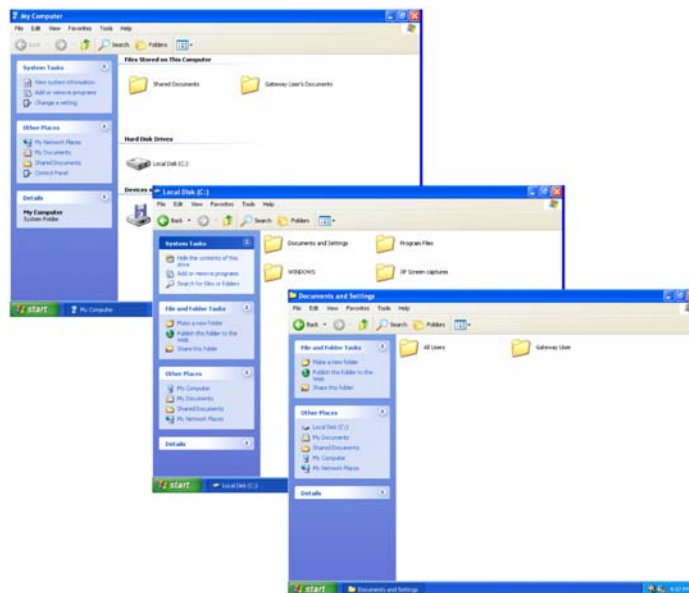 My Computer
File Edit View Favorites Tools Help
Back Search Folders
System Tasks
View system information
Add or remove programs
Change a setting
Other Places
My Network Places
My Documents
Shared Documents
Control Panel
Details
My Computer
System Folder
Files Stored on This Computer
Shared Documents
Gateway User's Documents
Hard Disk Drives
Local Disk (C:)
Devices
start
My Computer
Local Disk (C:)
File Edit View Favorites Tools Help
Back Search Folders
System Tasks
Hide the contents of this
drive
Add or remove programs
Search for files or folders
File and Folder Tasks
Make a new folder
Publish this folder to the
Web
Share this folder
Other Places
My Computer
My Documents
Shared Documents
My Network Places
Details
Documents and Settings
Program Files
WINDOWS
XP Screen captures
start
Local Disk (C:)
Documents and Settings
File Edit View Favorites Tools Help
Back Search Folders
File and Folder Tasks
Make a new folder
Publish this folder to the
Web
Share this folder
Other Places
Local Disk (C:)
My Documents
Shared Documents
My Computer
My Network Places
Details
All Users
Gateway User
start
Documents and Settings